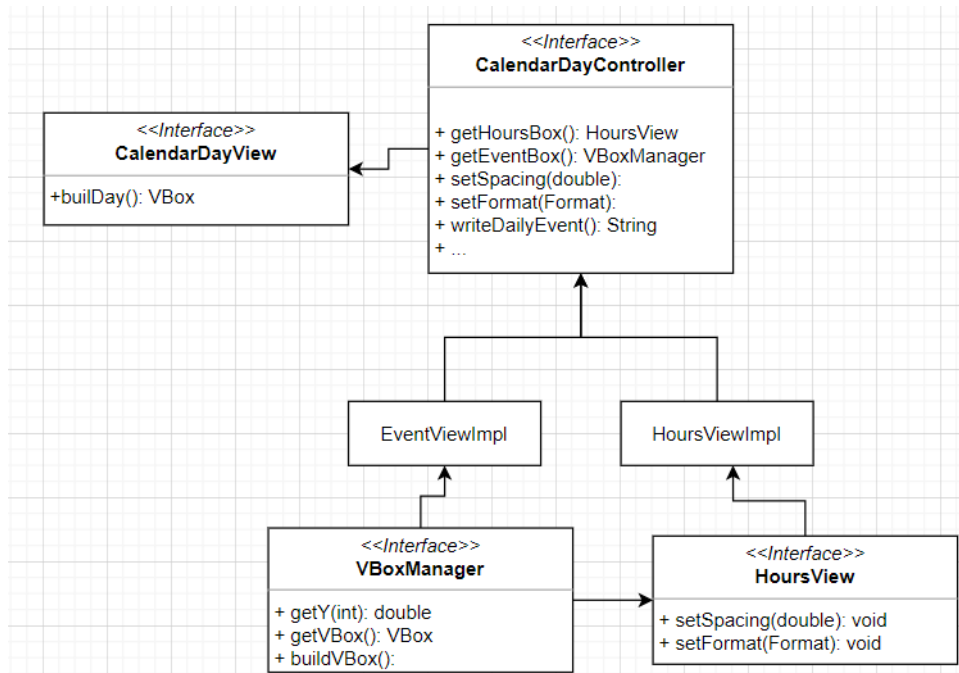 <<Interface>>
CalendarDayController
+ getHoursBox(): HoursView
+ getEventBox(): VBoxManager
+ setSpacing(double):
+ setFormat(Format):
+ writeDailyEvent(): String
+ ...
<<Interface>>
CalendarDayView
+builDay(): VBox
EventViewImpl
HoursViewImpl
<<Interface>>
VBoxManager
+ getY(int): double
+ getVBox(): VBox
+ buildVBox():
<<Interface>>
HoursView
+ setSpacing(double): void
+ setFormat(Format): void